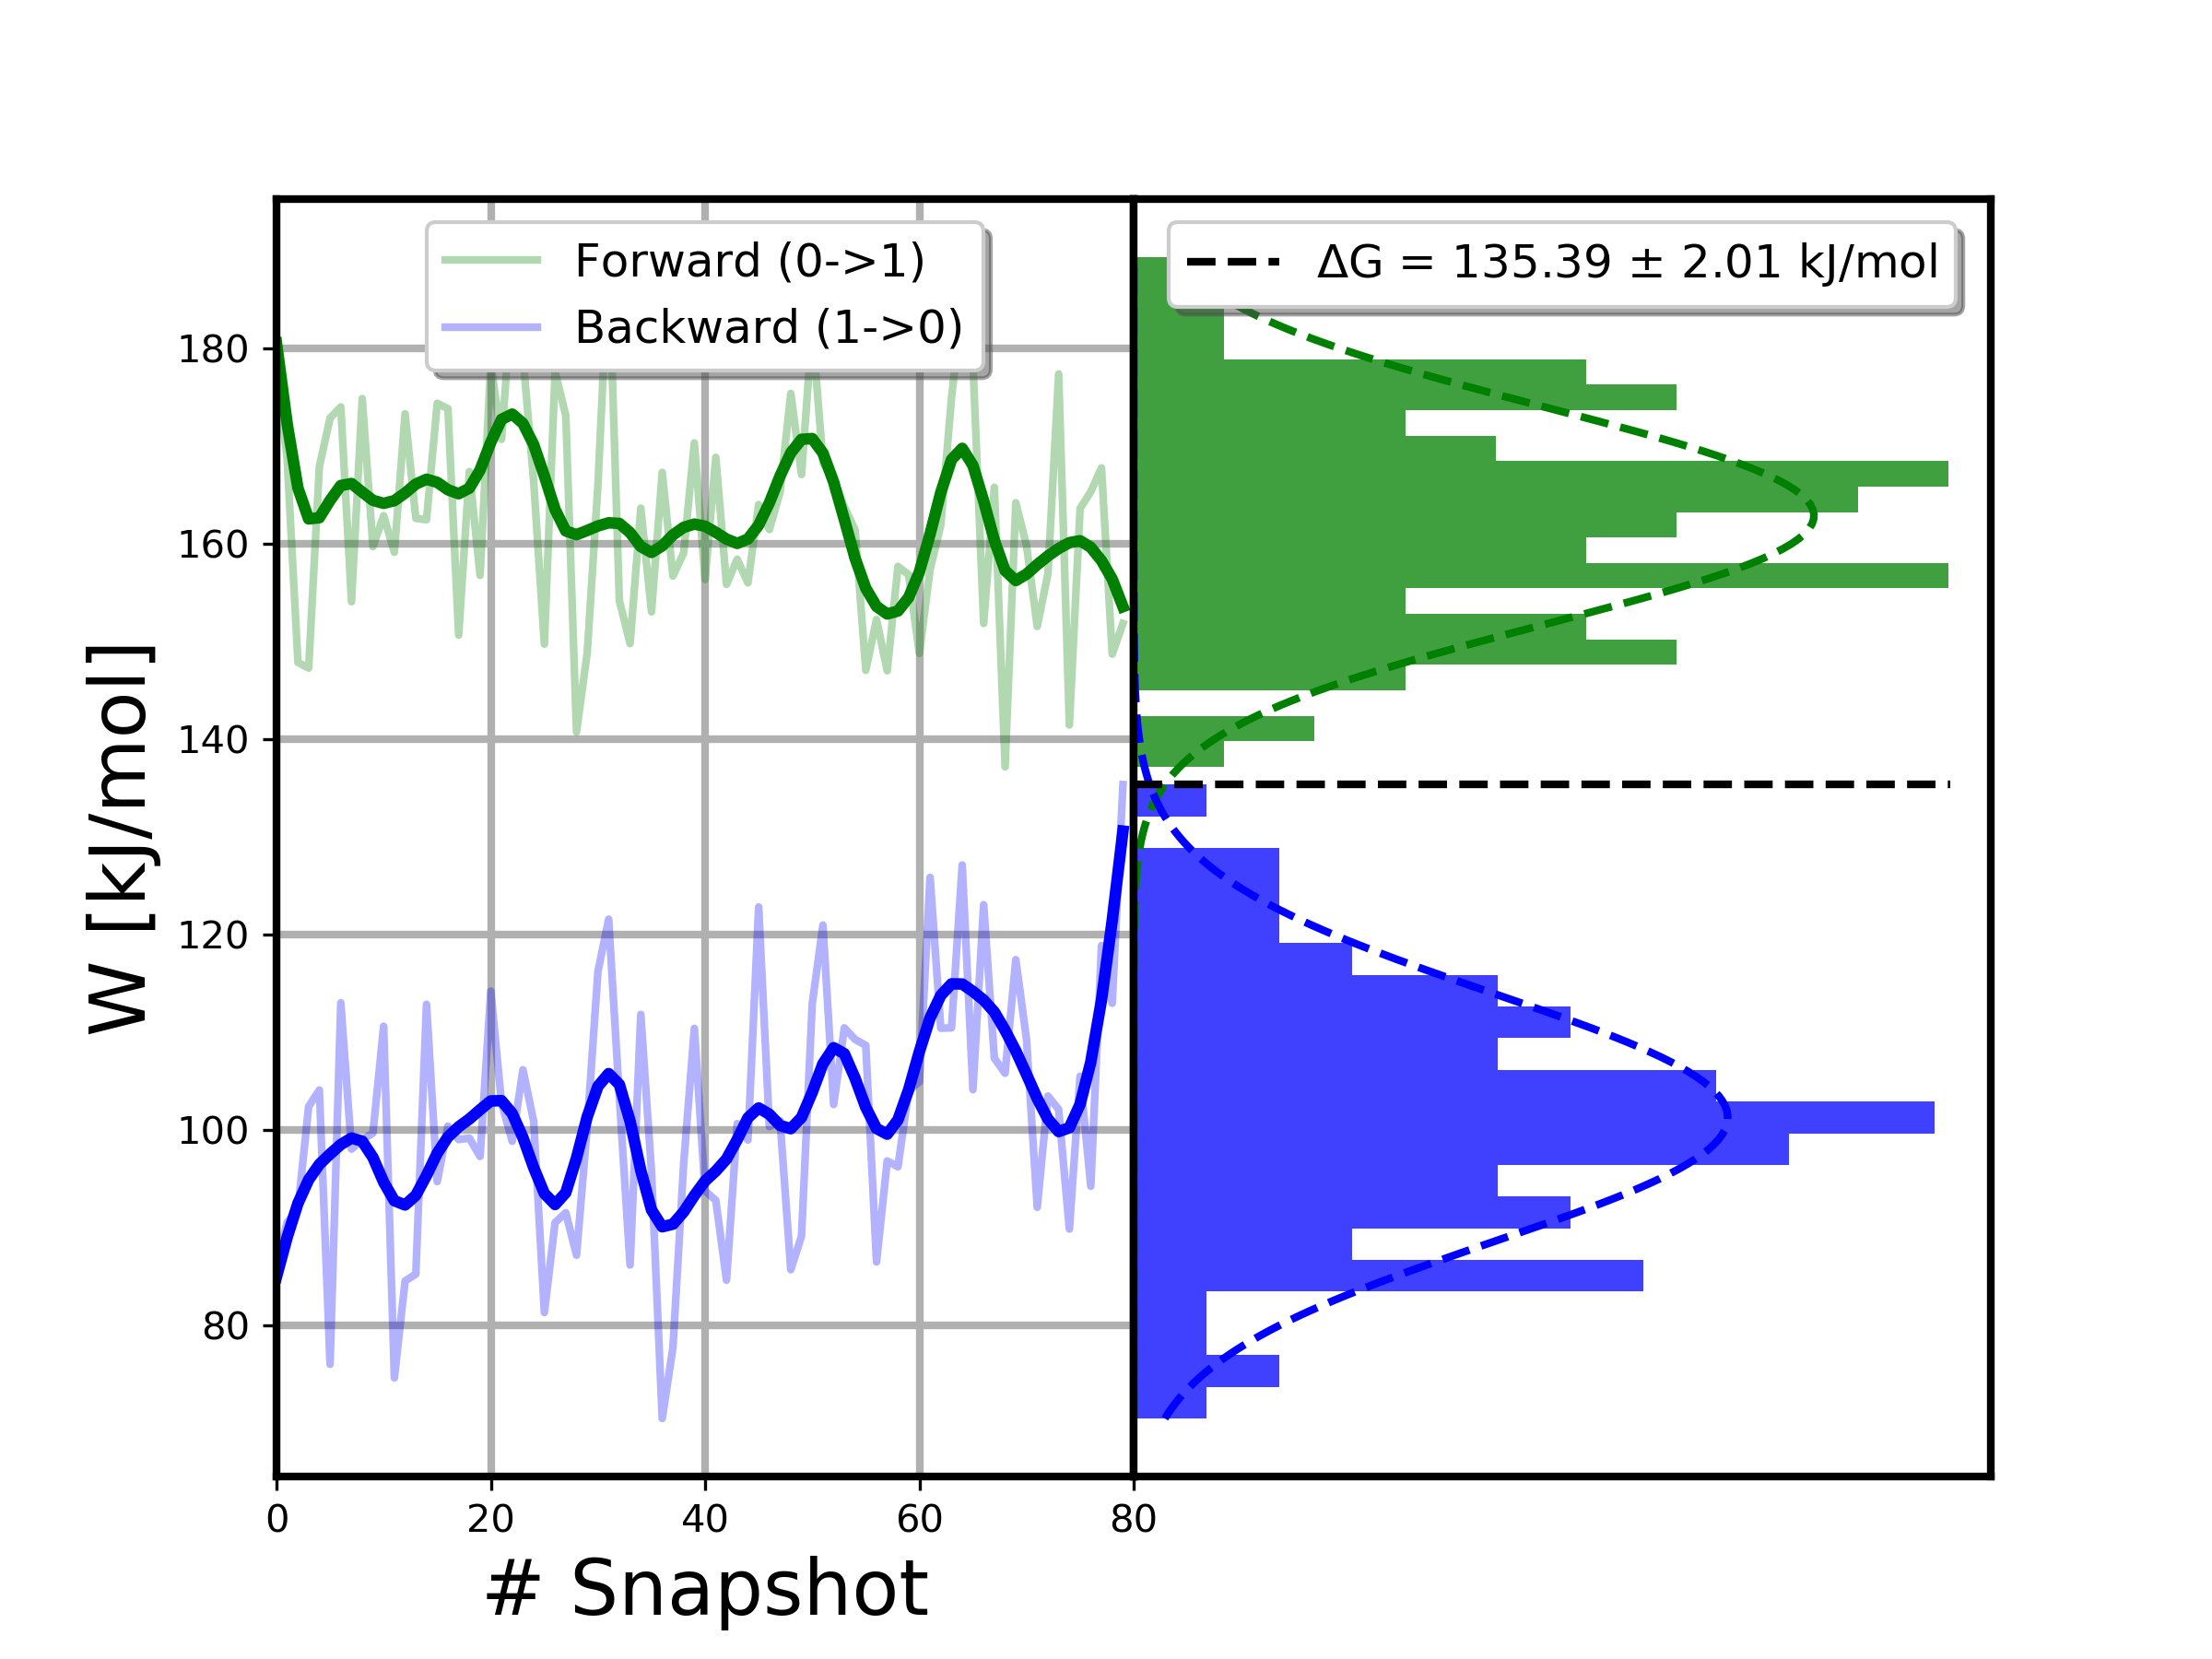 Forward (0->1)
Backward (1->0)
ΔG = 135.39 ± 2.01 kJ/mol
W [kJ/mol]
180
160
140
120
100
80
0 20 40 60 80
# Snapshot